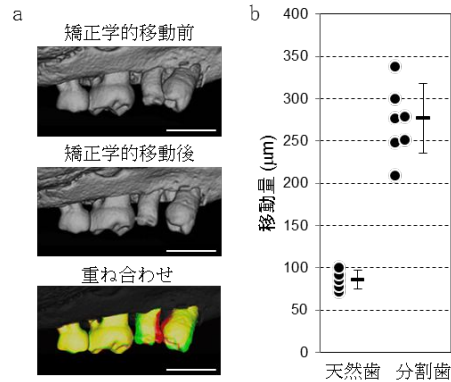 a
矯正学的移動前
矯正学的移動後
重ね合わせ
b
移動量 (μm)
400
350
300
250
200
150
100
50
0
天然歯 分割歯